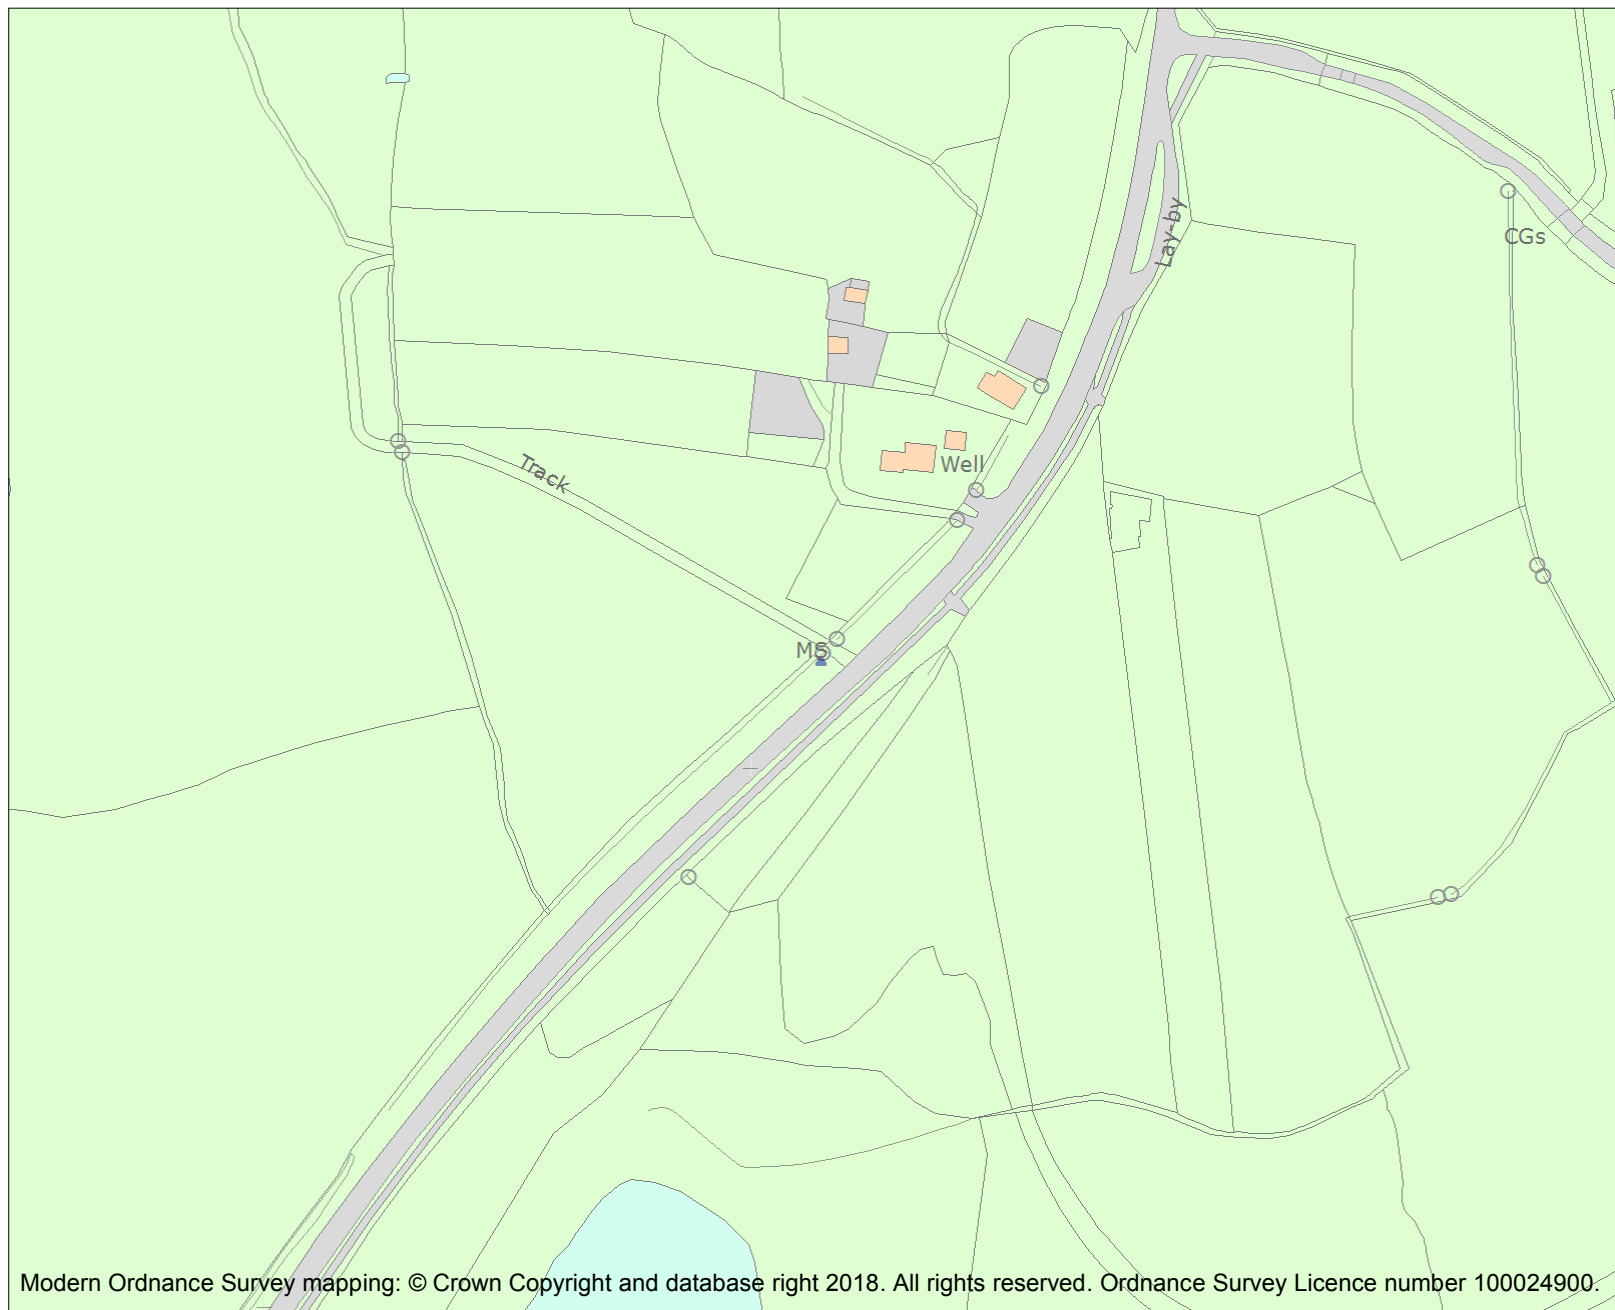 Lay-by
CGs
Track
Well
MS
Modern Ordnance Survey mapping: © Crown Copyright and database right 2018. All rights reserved. Ordnance Survey Licence number 100024900.